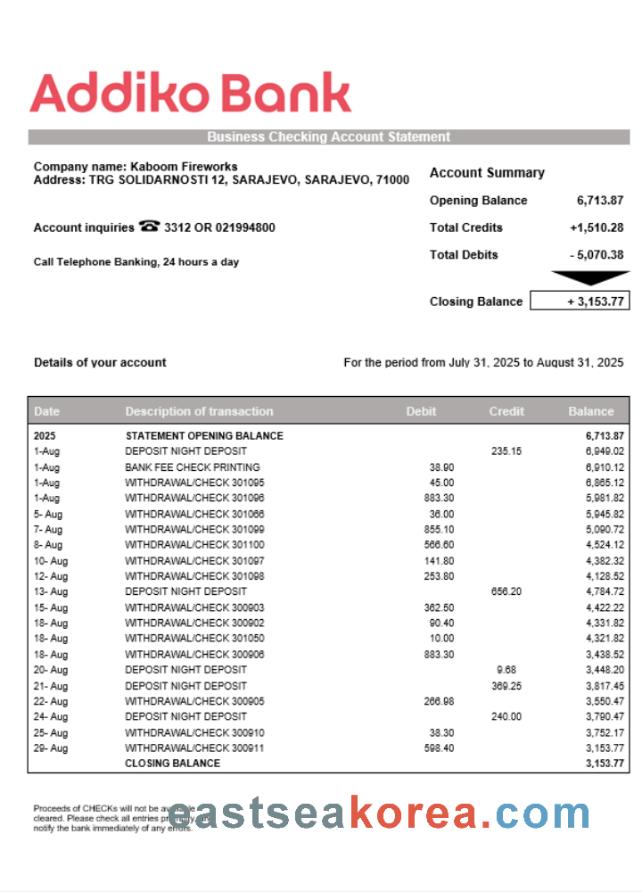 Addiko Bank
Business Checking Account Statement
Company name: Kaboom Fireworks
Address: TRG SOLIDARNOSTI 12, SARAJEVO, SARAJEVO, 71000
Account Summary
Opening Balance 6,713.87
Account inquiries ☎ 3312 OR 021994800
Total Credits +1,510.28
Call Telephone Banking, 24 hours a day
Total Debits - 5,070.38
Closing Balance + 3,153.77
Details of your account
For the period from July 31, 2025 to August 31, 2025
Date Description of transaction Debit Credit Balance
2025 STATEMENT OPENING BALANCE 6,713.87
1-Aug DEPOSIT NIGHT DEPOSIT 235.15 6,949.02
1-Aug BANK FEE CHECK PRINTING 38.90 6,910.12
1-Aug WITHDRAWAL/CHECK 301095 45.00 6,865.12
1-Aug WITHDRAWAL/CHECK 301096 883.30 5,981.82
5- Aug WITHDRAWAL/CHECK 301066 36.00 5,945.82
7- Aug WITHDRAWAL/CHECK 301099 855.10 5,090.72
8- Aug WITHDRAWAL/CHECK 301100 566.60 4,524.12
10- Aug WITHDRAWAL/CHECK 301097 141.80 4,382.32
12- Aug WITHDRAWAL/CHECK 301098 253.80 4,128.52
13- Aug DEPOSIT NIGHT DEPOSIT 656.20 4,784.72
15- Aug WITHDRAWAL/CHECK 300903 362.50 4,422.22
18- Aug WITHDRAWAL/CHECK 300902 90.40 4,331.82
18- Aug WITHDRAWAL/CHECK 301050 10.00 4,321.82
18- Aug WITHDRAWAL/CHECK 300906 883.30 3,438.52
20- Aug DEPOSIT NIGHT DEPOSIT 9.68 3,448.20
21- Aug DEPOSIT NIGHT DEPOSIT 369.25 3,817.45
22- Aug WITHDRAWAL/CHECK 300905 266.98 3,550.47
24- Aug DEPOSIT NIGHT DEPOSIT 240.00 3,790.47
25- Aug WITHDRAWAL/CHECK 300910 38.30 3,752.17
29- Aug WITHDRAWAL/CHECK 300911 598.40 3,153.77
CLOSING BALANCE 3,153.77
Proceeds of CHECKs will not be
cleared. Please check all entries
notify the bank immediately of any errors.
eastseakorea.com